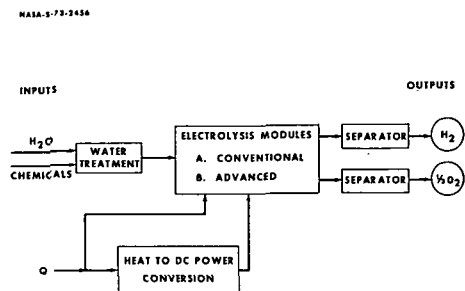 NASA-S-73-2456
INPUTS
OUTPUTS
H2O
CHEMICALS
WATER
TREATMENT
ELECTROLYSIS MODULES
A. CONVENTIONAL
B. ADVANCED
SEPARATOR
H2
SEPARATOR
½O2
Q
HEAT TO DC POWER
CONVERSION